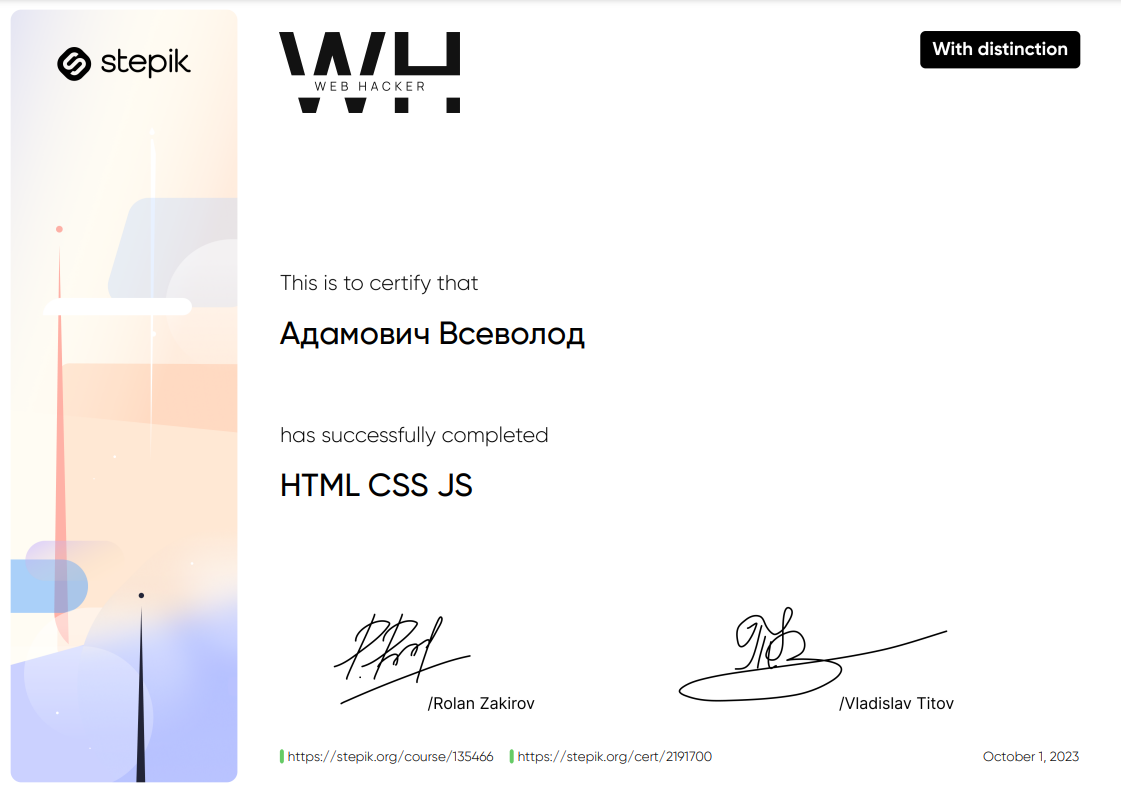 stepik
WH
WEB HACKER
With distinction
This is to certify that
Адамович Всеволод
has successfully completed
HTML CSS JS
/Rolan Zakirov
/Vladislav Titov
https://stepik.org/course/135466
https://stepik.org/cert/2191700
October 1, 2023